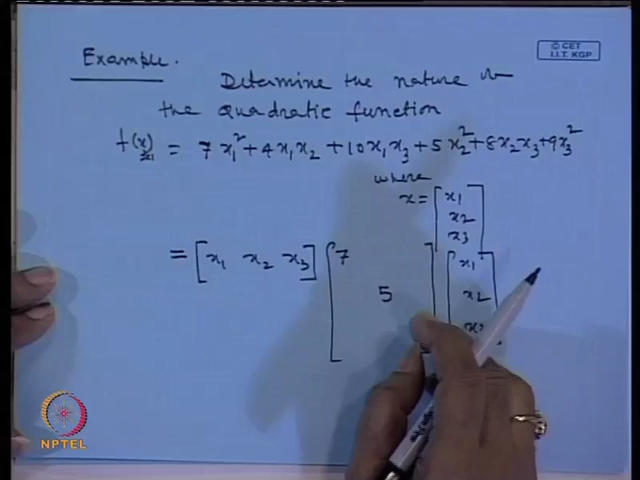 Example.
© CET
I.I.T. KGP
Determine the nature
the quadratic function
f(x) = 7x₁² + 4x₁x₂ + 10x₁x₃ + 5x₂² + 8x₂x₃ + 9x₃²
where
x = [x₁
x₂
x₃]
= [x₁ x₂ x₃] [7
5 ] [x₁
x₂
NPTEL